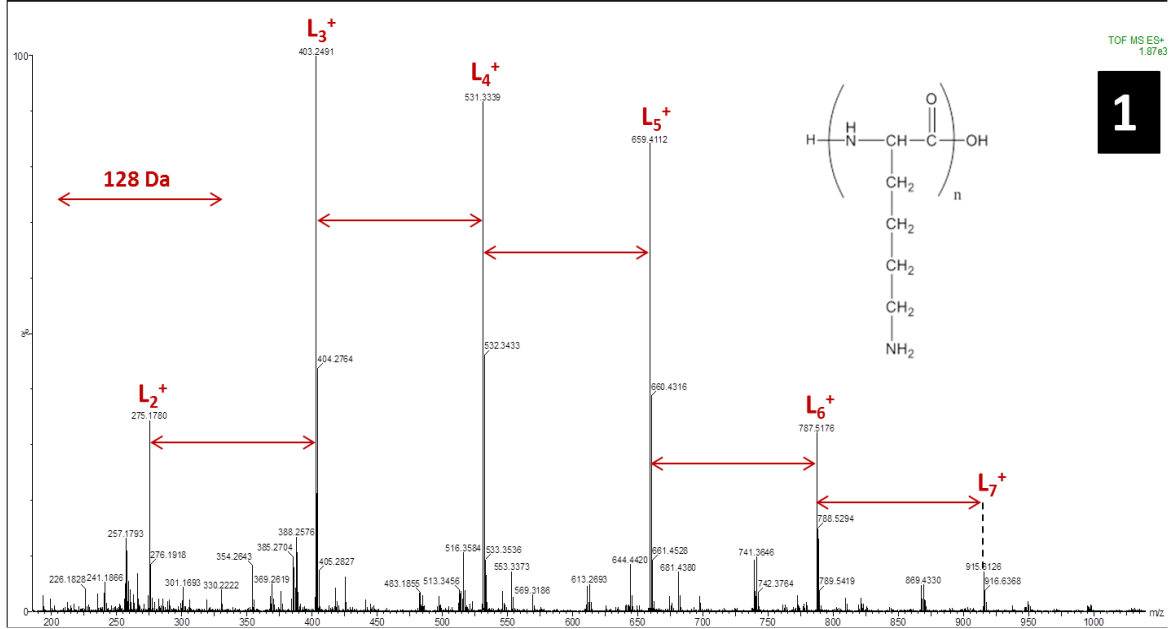 L3+
403.2491
TOF MS ES+
1.87e3
1
100
L4+
531.3339
L5+
659.4112
H N CH C OH
H
O
CH2
n
CH2
CH2
CH2
NH2
128 Da
%
404.2764
532.3433
660.4316
L2+
275.1780
L6+
787.5176
L7+
788.5294
257.1793
388.2576
516.3584
385.2704
276.1918
354.2643
405.2827
533.3536
553.3373
644.4420
661.4528
681.4380
741.3646
226.1828
241.1866
301.1693
330.2222
369.2619
483.1855
513.3456
569.3186
613.2693
742.3764
789.5419
869.4330
916.6368
0
200 250 300 350 400 450 500 550 600 650 700 750 800 850 900 950 1000
m/z